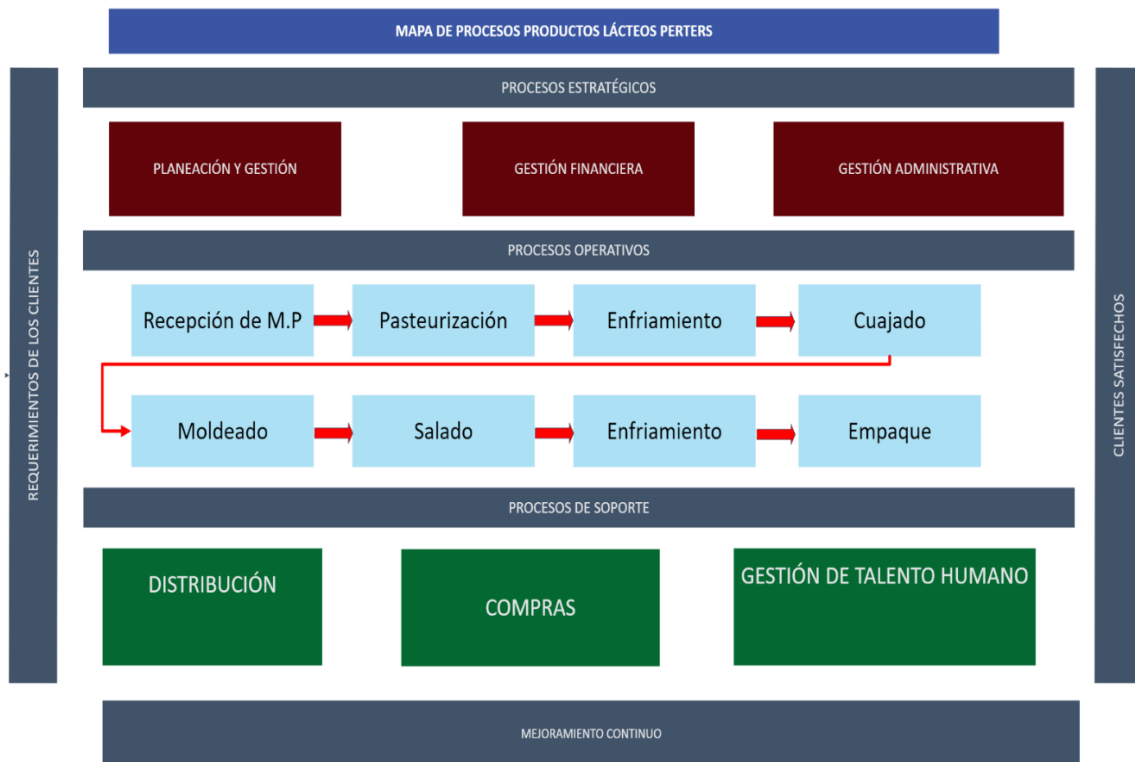 MAPA DE PROCESOS PRODUCTOS LÁCTEOS PERTERS
PROCESOS ESTRATÉGICOS
PLANEACIÓN Y GESTIÓN
GESTIÓN FINANCIERA
GESTIÓN ADMINISTRATIVA
PROCESOS OPERATIVOS
Recepción de M.P
Pasteurización
Enfriamiento
Cuajado
Moldeado
Salado
Enfriamiento
Empaque
PROCESOS DE SOPORTE
DISTRIBUCIÓN
COMPRAS
GESTIÓN DE TALENTO HUMANO
MEJORAMIENTO CONTINUO
REQUERIMIENTOS DE LOS CLIENTES
CLIENTES SATISFECHOS